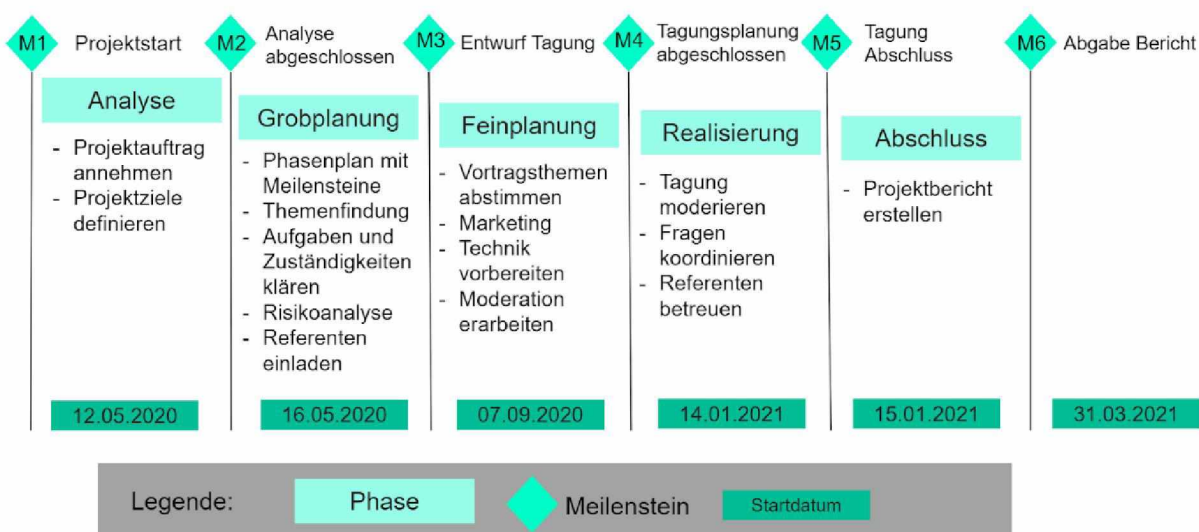 M1
Projektstart
M2
Analyse
abgeschlossen
M3
Entwurf Tagung
M4
Tagungsplanung
abgeschlossen
M5
Tagung
Abschluss
M6
Abgabe Bericht
Analyse
- Projektauftrag
annehmen
- Projektziele
definieren
12.05.2020
Grobplanung
- Phasenplan mit
Meilensteine
- Themenfindung
- Aufgaben und
Zuständigkeiten
klären
- Risikoanalyse
- Referenten
einladen
16.05.2020
Feinplanung
- Vortragsthemen
abstimmen
- Marketing
- Technik
vorbereiten
- Moderation
erarbeiten
07.09.2020
Realisierung
- Tagung
moderieren
- Fragen
koordinieren
- Referenten
betreuen
14.01.2021
Abschluss
- Projektbericht
erstellen
15.01.2021
31.03.2021
Legende:
Phase
Meilenstein
Startdatum